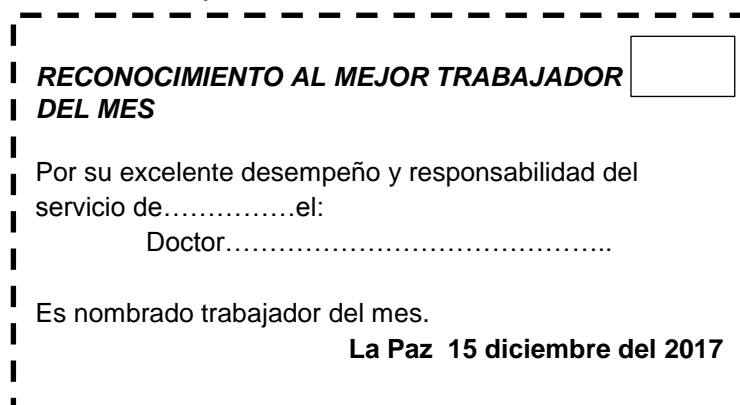 RECONOCIMIENTO AL MEJOR TRABAJADOR
DEL MES
Por su excelente desempeño y responsabilidad del
servicio de……………el:
Doctor……………………………………..
Es nombrado trabajador del mes.
La Paz  15 diciembre del 2017